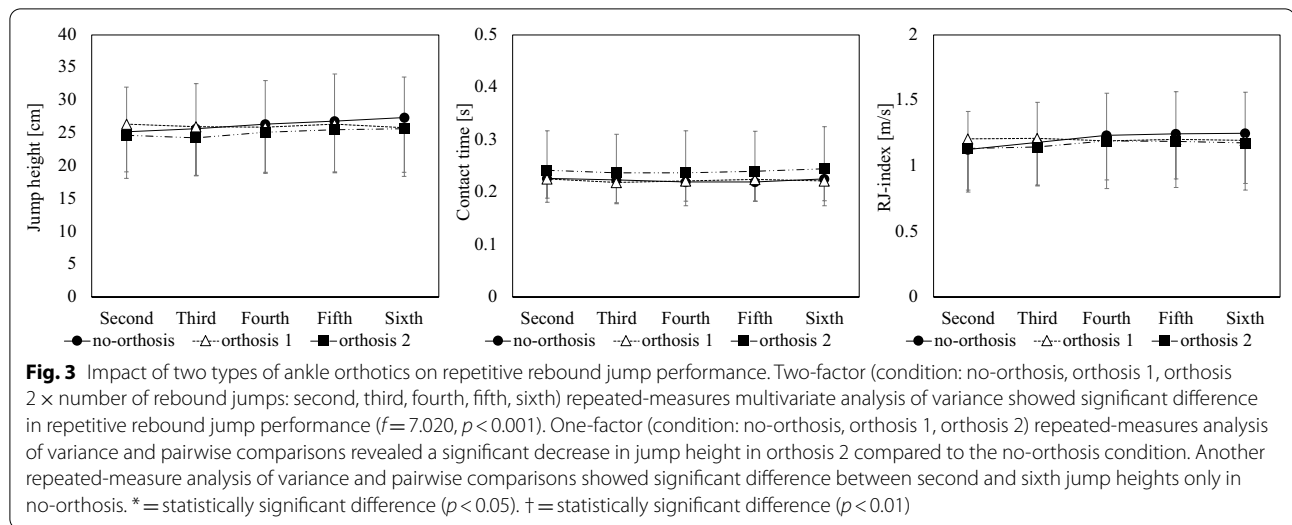 Jump height [cm]
40
35
30
25
20
15
10
5
0
Second Third Fourth Fifth Sixth
no-orthosis orthosis 1 orthosis 2
Contact time [s]
0.5
0.4
0.3
0.2
0.1
0
Second Third Fourth Fifth Sixth
no-orthosis orthosis 1 orthosis 2
RJ-index [m/s]
2
1.5
1
0.5
0
Second Third Fourth Fifth Sixth
no-orthosis orthosis 1 orthosis 2
Fig. 3 Impact of two types of ankle orthotics on repetitive rebound jump performance. Two-factor (condition: no-orthosis, orthosis 1, orthosis
2 × number of rebound jumps: second, third, fourth, fifth, sixth) repeated-measures multivariate analysis of variance showed significant difference
in repetitive rebound jump performance (f = 7.020, p < 0.001). One-factor (condition: no-orthosis, orthosis 1, orthosis 2) repeated-measures analysis
of variance and pairwise comparisons revealed a significant decrease in jump height in orthosis 2 compared to the no-orthosis condition. Another
repeated-measure analysis of variance and pairwise comparisons showed significant difference between second and sixth jump heights only in
no-orthosis. * = statistically significant difference (p < 0.05). † = statistically significant difference (p < 0.01)